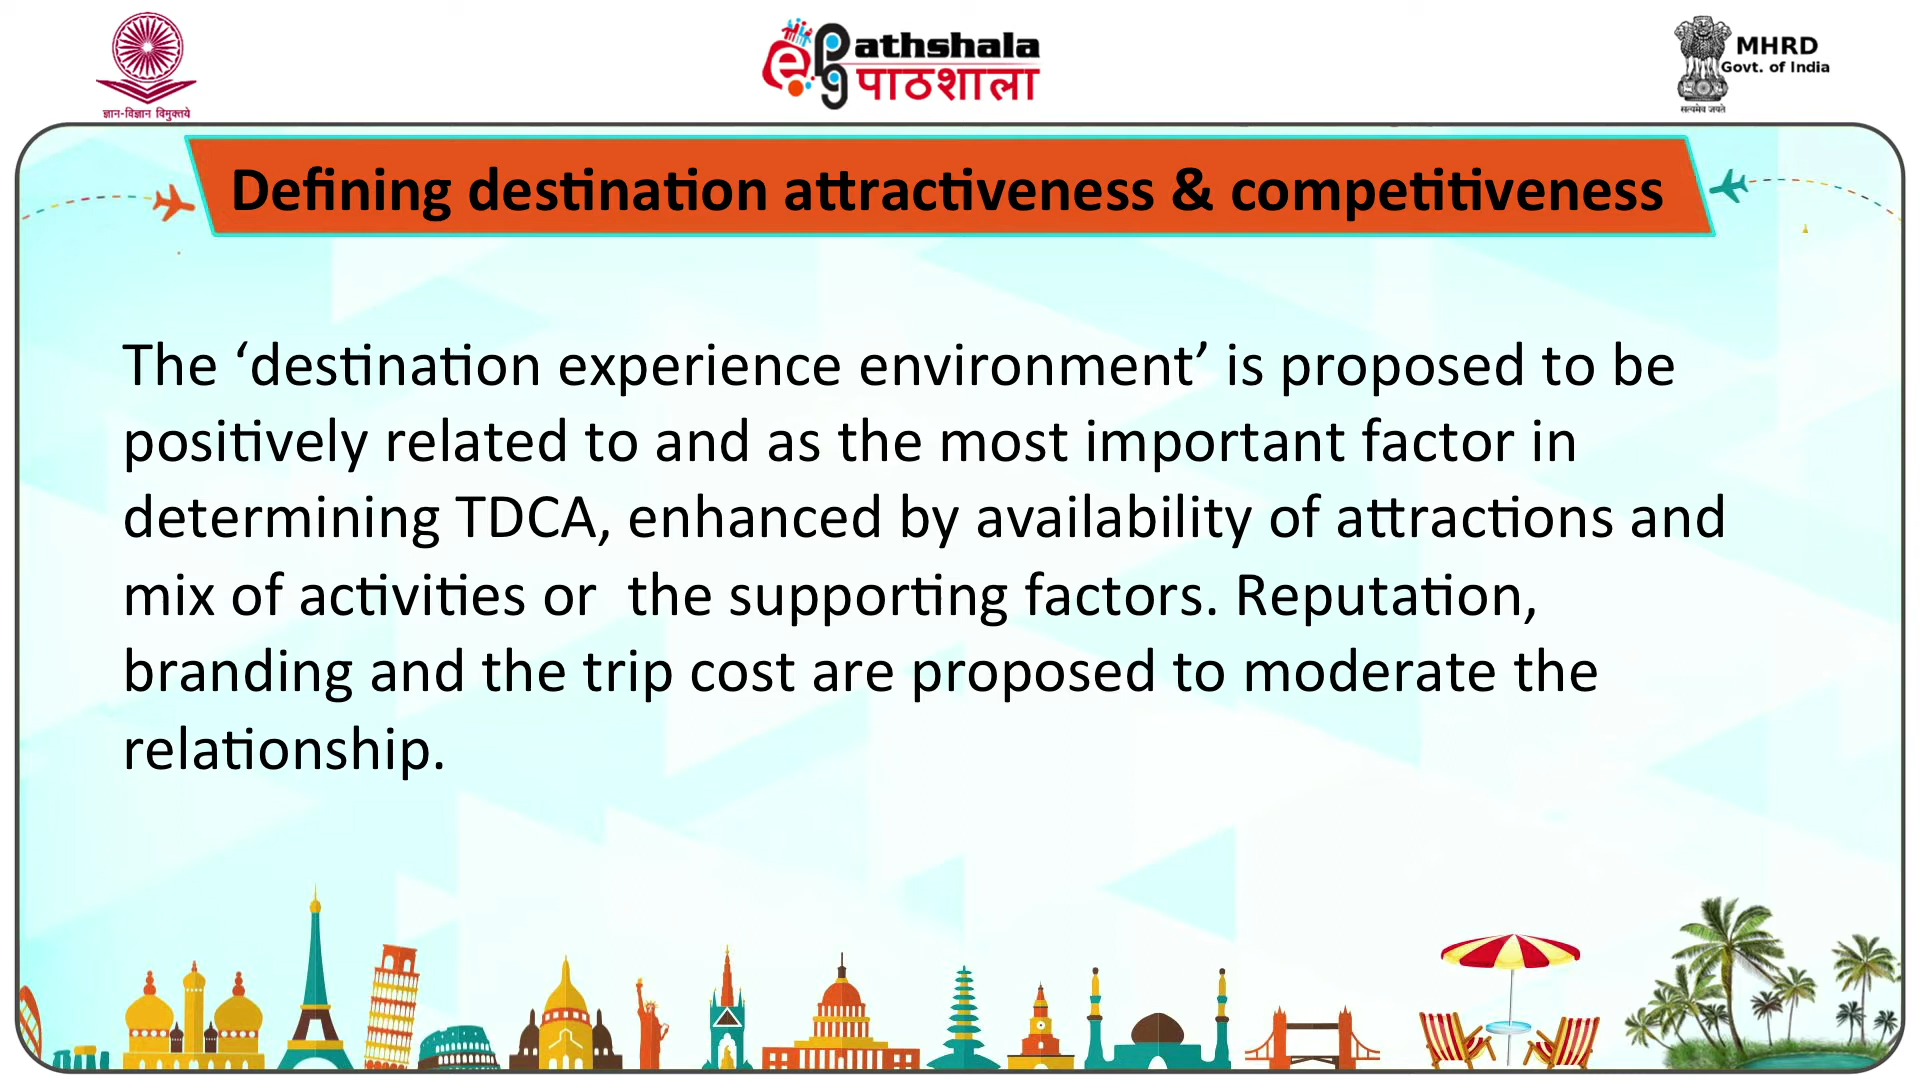 ज्ञान-विज्ञान विमुक्तये
ePG Pathshala
पाठशाला
MHRD
Govt. of India
सत्यमेव जयते
Defining destination attractiveness & competitiveness
The ‘destination experience environment’ is proposed to be
positively related to and as the most important factor in
determining TDCA, enhanced by availability of attractions and
mix of activities or  the supporting factors. Reputation,
branding and the trip cost are proposed to moderate the
relationship.